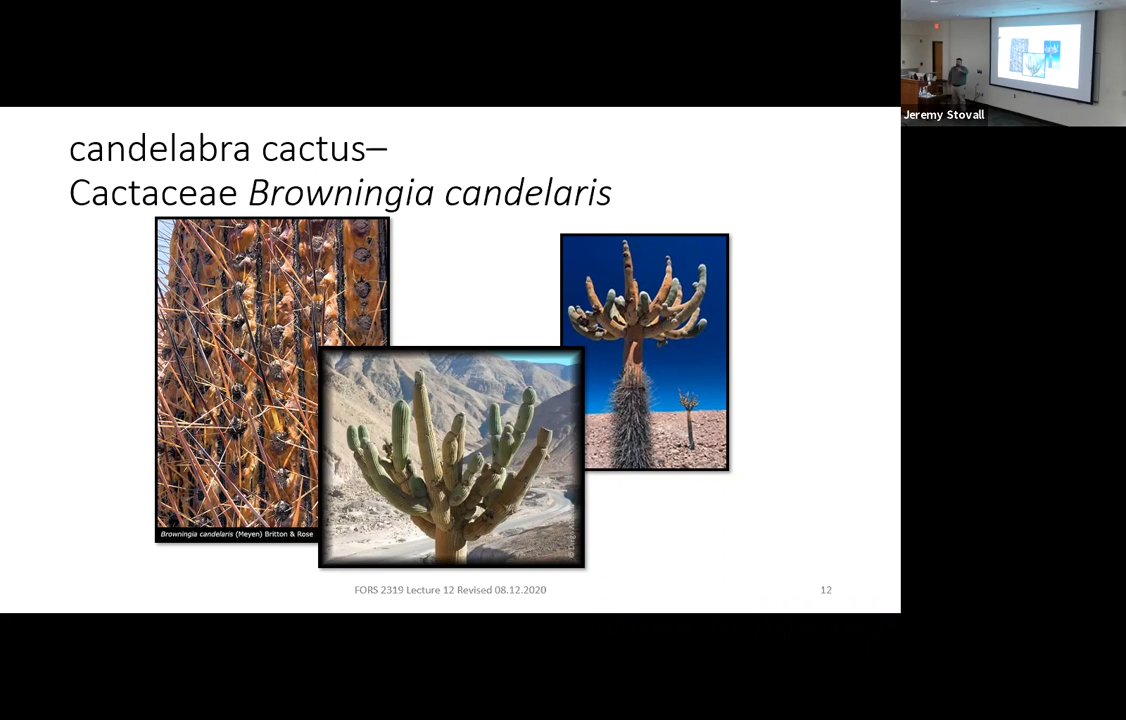 Jeremy Stovall
candelabra cactus–
Cactaceae Browningia candelaris
Browningia candelaris (Meyen) Britton & Rose
FORS 2319 Lecture 12 Revised 08.12.2020
12